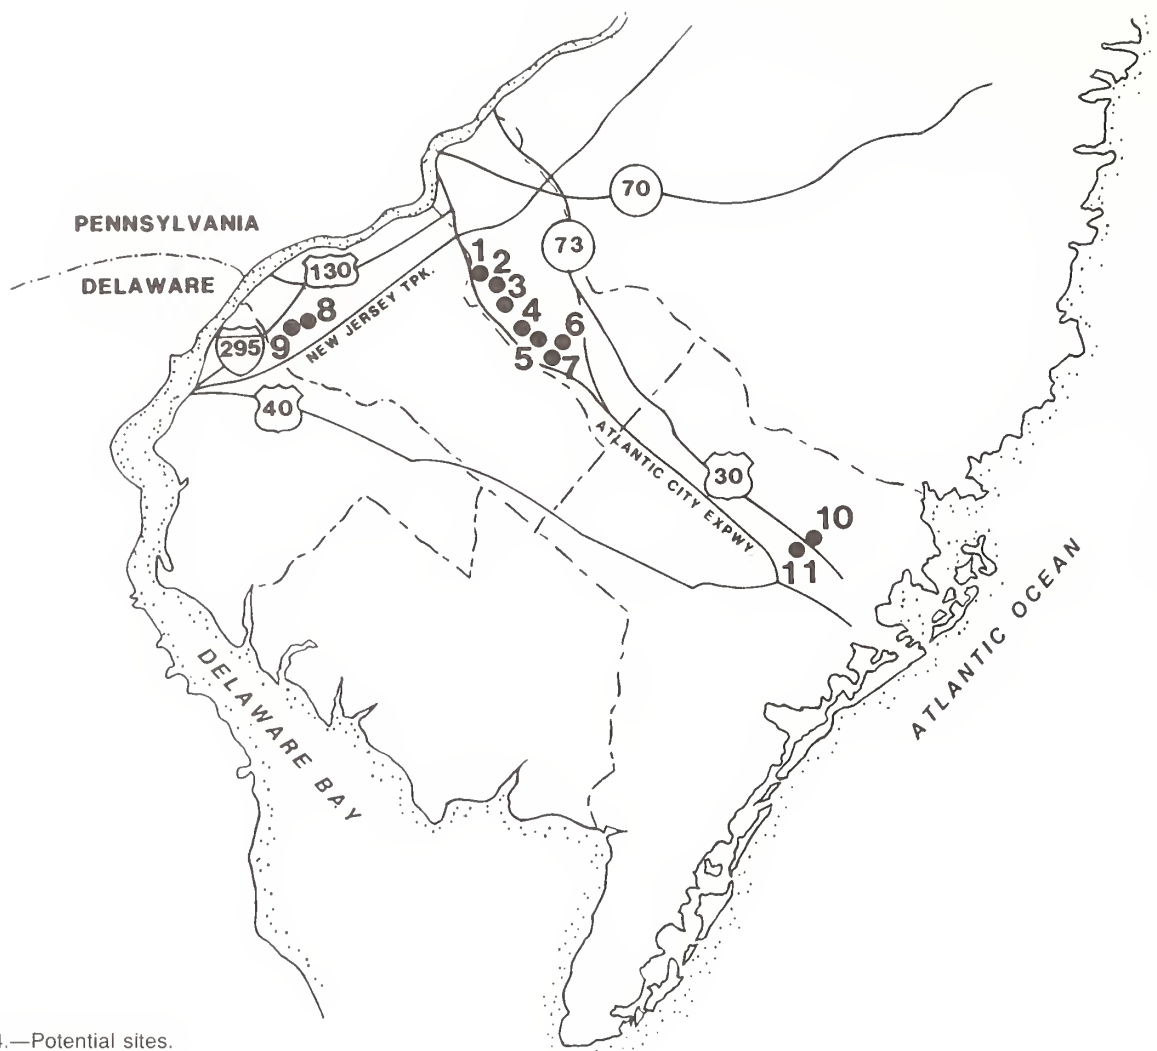 70
PENNSYLVANIA
73
1
2
130
DELAWARE
3
8
4
6
NEW JERSEY TPK.
295
9
5
7
40
ATLANTIC CITY EXPWY
30
10
11
ATLANTIC OCEAN
DELAWARE BAY
.—Potential sites.